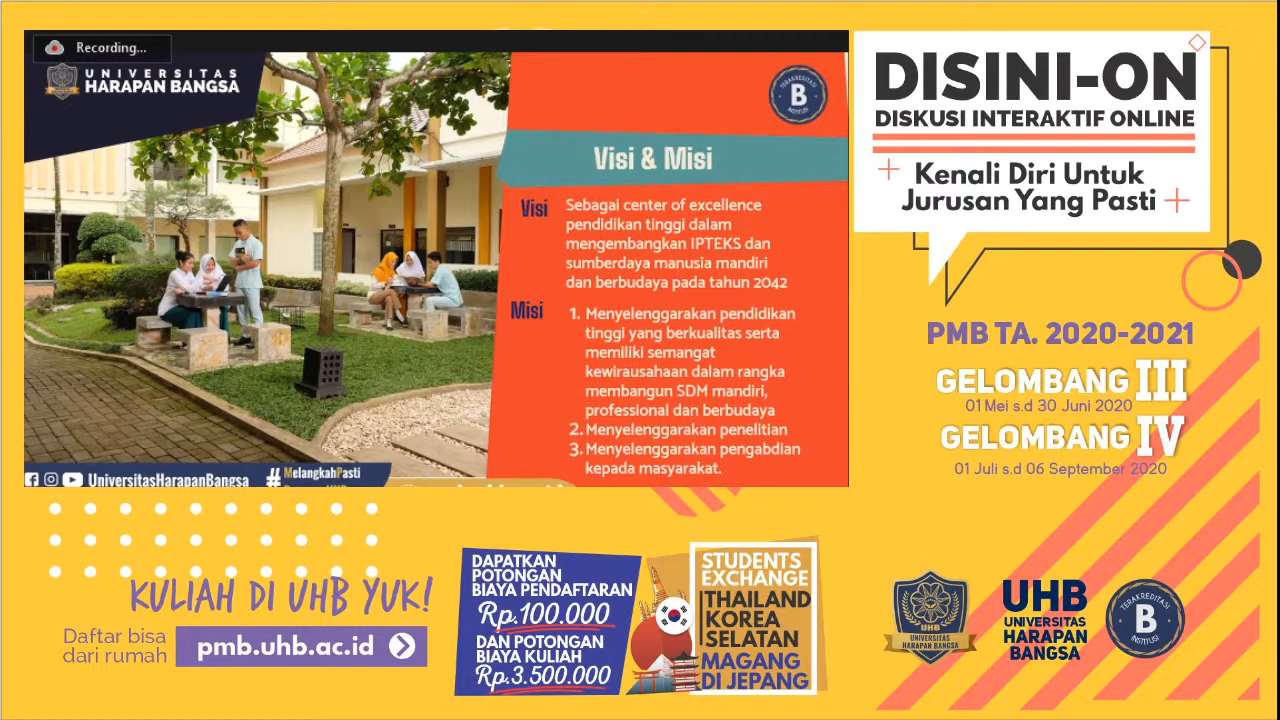 Recording...
UNIVERSITAS
HARAPAN BANGSA
TERAKREDITASI
B
INSTITUSI
Visi & Misi
Visi
Sebagai center of excellence
pendidikan tinggi dalam
mengembangkan IPTEKS dan
sumberdaya manusia mandiri
dan berbudaya pada tahun 2042
Misi
1. Menyelenggarakan pendidikan
tinggi yang berkualitas serta
memiliki semangat
kewirausahaan dalam rangka
membangun SDM mandiri,
professional dan berbudaya
2. Menyelenggarakan penelitian
3. Menyelenggarakan pengabdian
kepada masyarakat.
UniversitasHarapanBangsa
#MelangkahPasti
DISINI-ON
DISKUSI INTERAKTIF ONLINE
Kenali Diri Untuk
Jurusan Yang Pasti
PMB TA. 2020-2021
GELOMBANG III
01 Mei s.d 30 Juni 2020
GELOMBANG IV
01 Juli s.d 06 September 2020
KULIAH DI UHB YUK!
Daftar bisa
dari rumah
pmb.uhb.ac.id
DAPATKAN
POTONGAN
BIAYA PENDAFTARAN
Rp.100.000
DAN POTONGAN
BIAYA KULIAH
Rp.3.500.000
STUDENTS
EXCHANGE
THAILAND
KOREA
SELATAN
MAGANG
DI JEPANG
UHB
UNIVERSITAS
HARAPAN BANGSA
UHB
UNIVERSITAS
HARAPAN
BANGSA
TERAKREDITASI
B
INSTITUSI